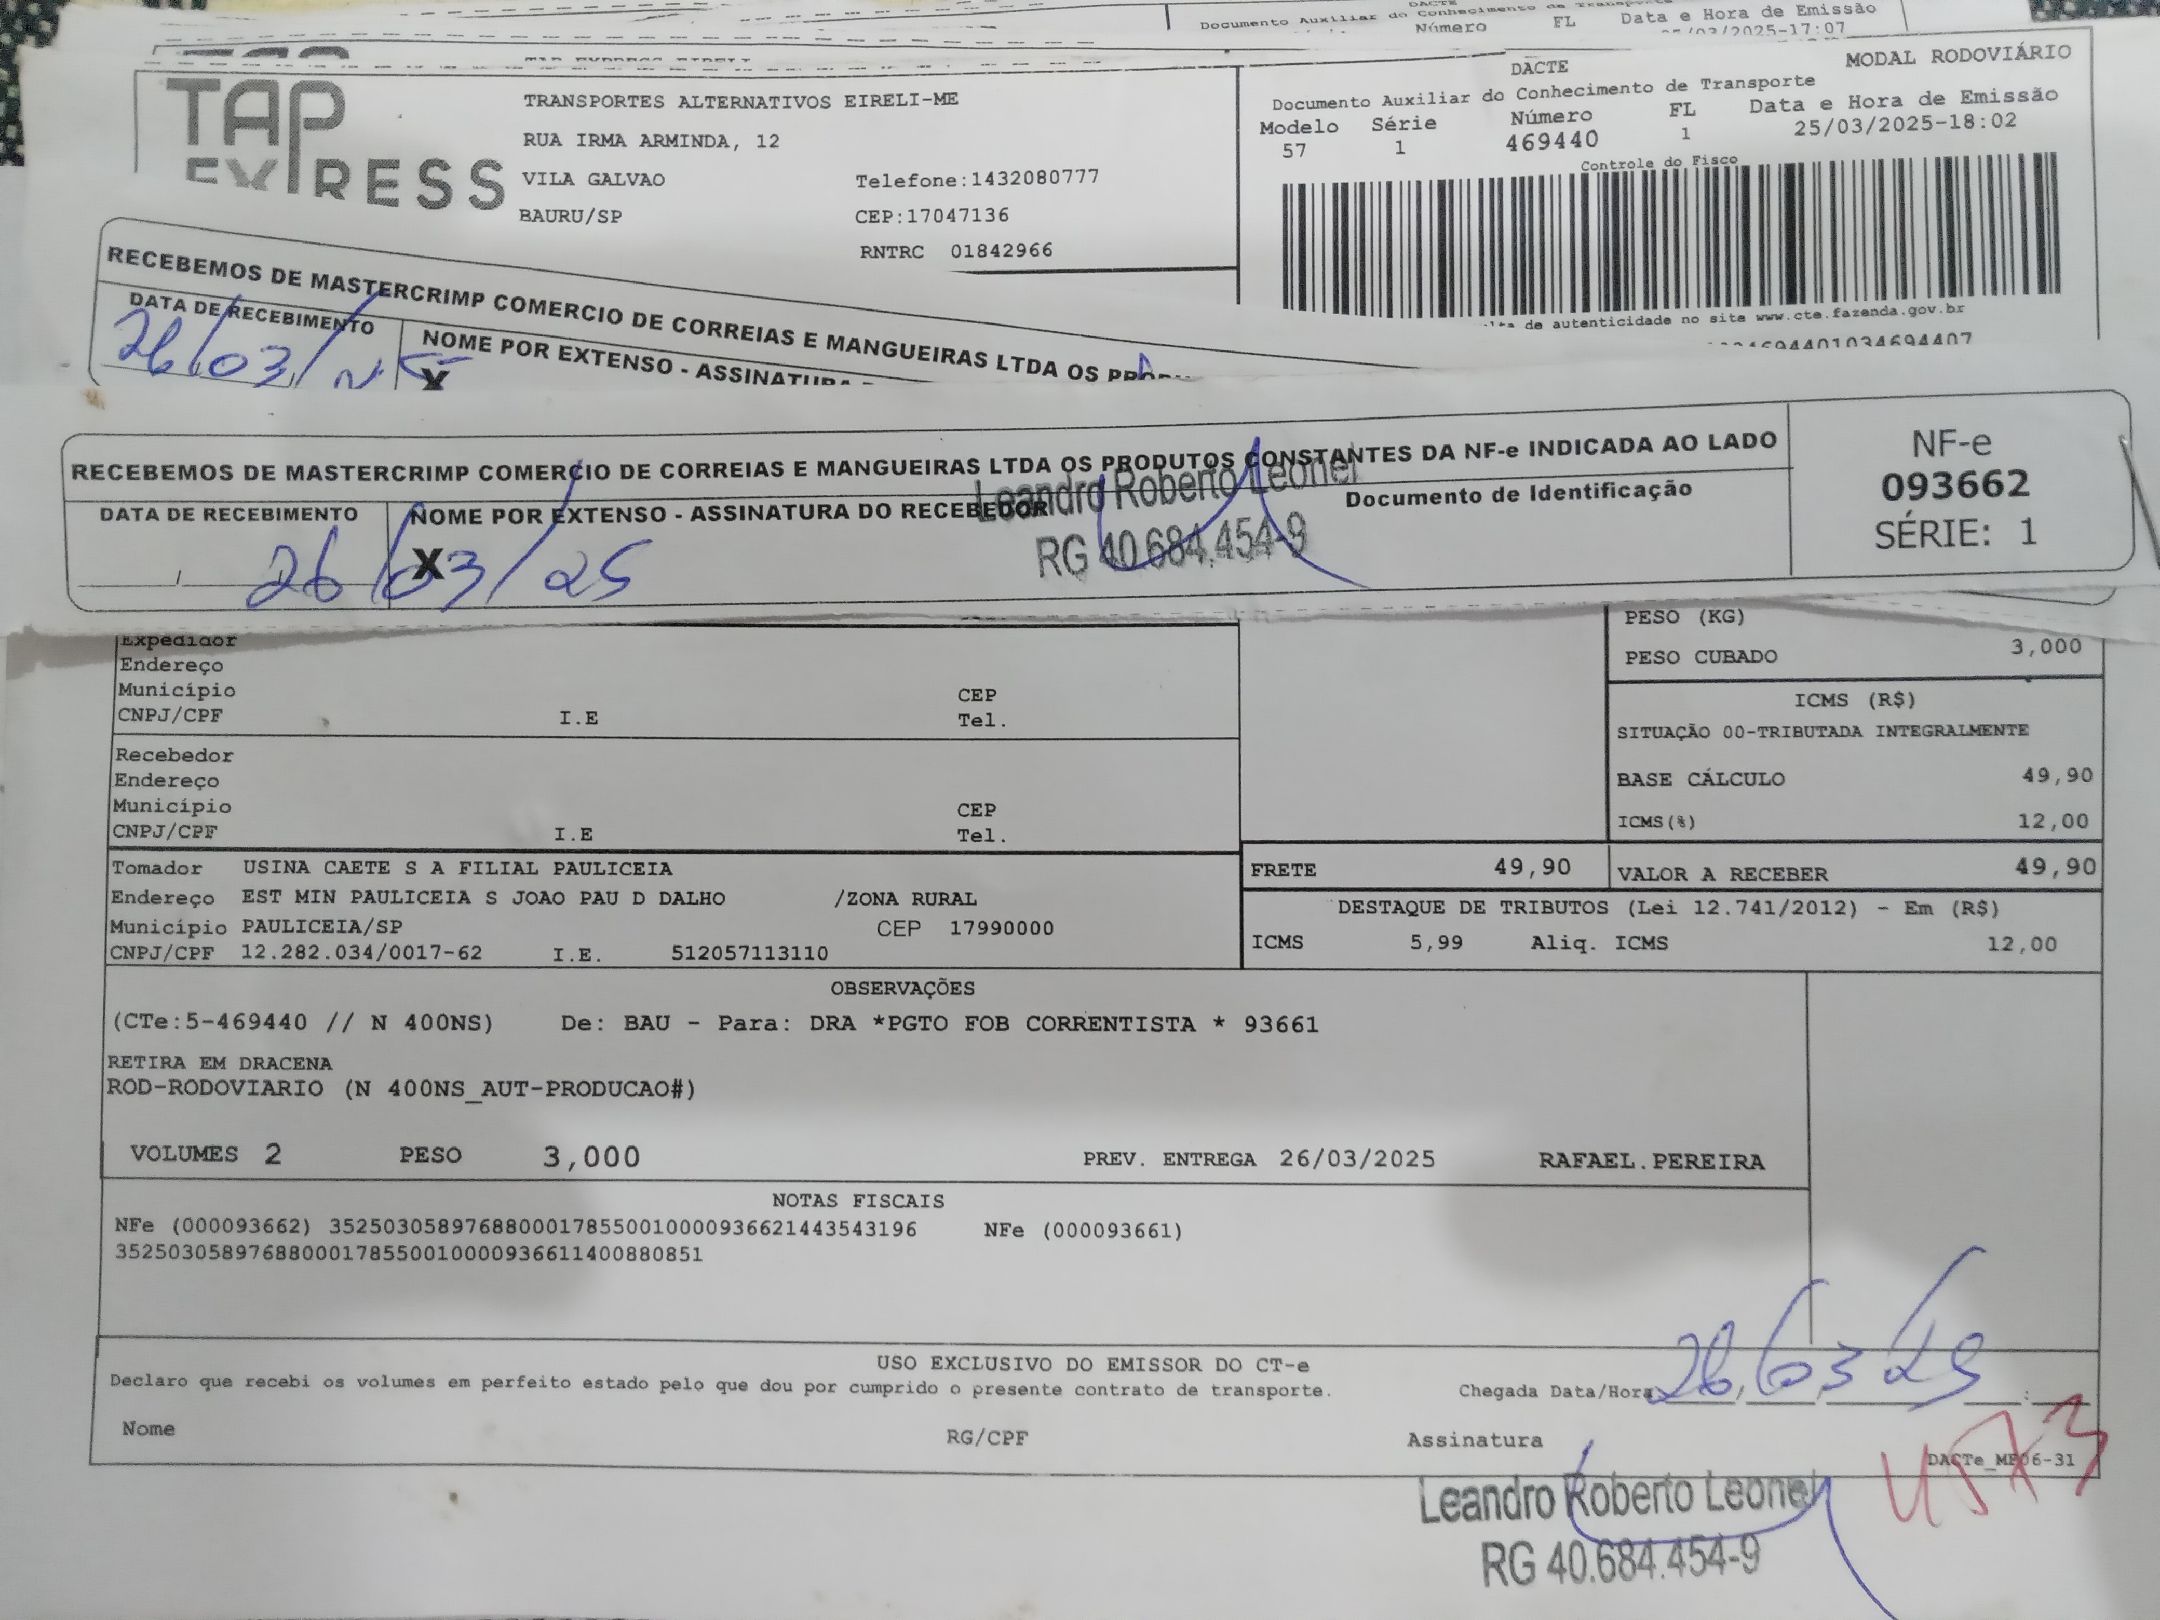 Documento Auxiliar do Conhecimento de Transporte
Número FL Data e Hora de Emissão
/03/2025-17:07
TAP EXPRESS
TRANSPORTES ALTERNATIVOS EIRELI-ME
RUA IRMA ARMINDA, 12
VILA GALVAO Telefone:1432080777
BAURU/SP CEP:17047136
RNTRC 01842966
DACTE MODAL RODOVIÁRIO
Documento Auxiliar do Conhecimento de Transporte
Modelo Série Número FL Data e Hora de Emissão
57 1 469440 1 25/03/2025-18:02
Controle do Fisco
de autenticidade no site www.cte.fazenda.gov.br
RECEBEMOS DE MASTERCRIMP COMERCIO DE CORREIAS E MANGUEIRAS LTDA OS
DATA DE RECEBIMENTO NOME POR EXTENSO - ASSINATURA
26/03/
X
RECEBEMOS DE MASTERCRIMP COMERCIO DE CORREIAS E MANGUEIRAS LTDA OS PRODUTOS CONSTANTES DA NF-e INDICADA AO LADO
DATA DE RECEBIMENTO NOME POR EXTENSO - ASSINATURA DO RECEBEDOR Documento de Identificação
Leandro Roberto Leonel
RG 40.684.454-9
X
26/03/25
NF-e
093662
SÉRIE: 1
Expedidor
Endereço
Município CEP
CNPJ/CPF I.E Tel.
Recebedor
Endereço
Município CEP
CNPJ/CPF I.E Tel.
PESO (KG)
PESO CUBADO 3,000
ICMS (R$)
SITUAÇÃO 00-TRIBUTADA INTEGRALMENTE
BASE CÁLCULO 49,90
ICMS(%) 12,00
Tomador USINA CAETE S A FILIAL PAULICEIA
Endereço EST MIN PAULICEIA S JOAO PAU D DALHO /ZONA RURAL
Município PAULICEIA/SP CEP 17990000
CNPJ/CPF 12.282.034/0017-62 I.E. 512057113110
FRETE 49,90 VALOR A RECEBER 49,90
DESTAQUE DE TRIBUTOS (Lei 12.741/2012) - Em (R$)
ICMS 5,99 Aliq. ICMS 12,00
OBSERVAÇÕES
(CTe:5-469440 // N 400NS) De: BAU - Para: DRA *PGTO FOB CORRENTISTA * 93661
RETIRA EM DRACENA
ROD-RODOVIARIO (N 400NS_AUT-PRODUCAO#)
VOLUMES 2 PESO 3,000 PREV. ENTREGA 26/03/2025 RAFAEL.PEREIRA
NOTAS FISCAIS
NFe (000093662) 35250305897688000178550010000936621443543196 NFe (000093661)
35250305897688000178550010000936611400880851
USO EXCLUSIVO DO EMISSOR DO CT-e
Declaro que recebi os volumes em perfeito estado pelo que dou por cumprido o presente contrato de transporte.
Chegada Data/Hora 26/03/25
Nome RG/CPF Assinatura
Leandro Roberto Leonel
RG 40.684.454-9